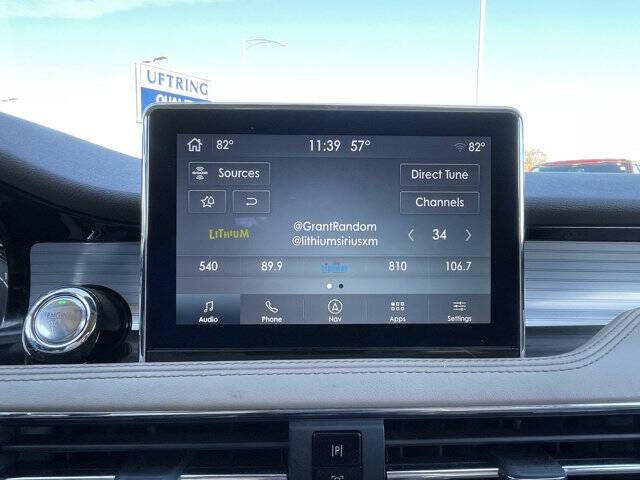 UFTRING
82°
11:39 57°
82°
Sources
Direct Tune
Channels
LITHIUM
@GrantRandom
@lithiumsiriusxm
34
540
89.9
810
106.7
Audio
Phone
Nav
Apps
Settings
ENGINE
|P|